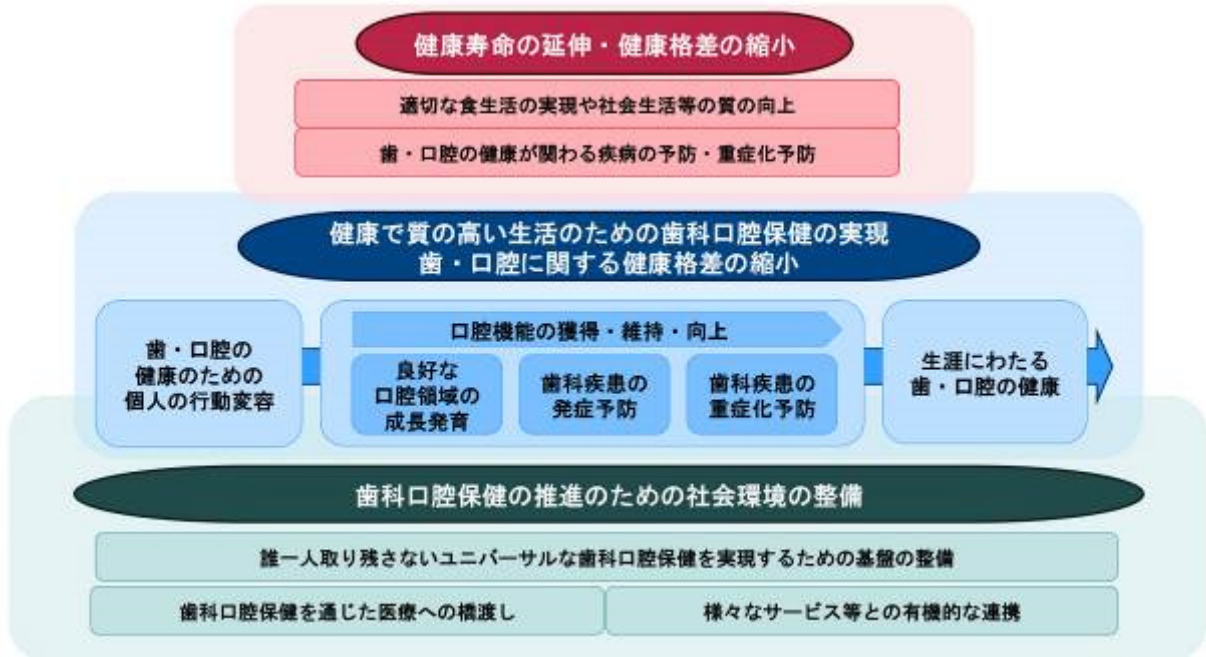 健康寿命の延伸・健康格差の縮小
適切な食生活の実現や社会生活等の質の向上
歯・口腔の健康が関わる疾病の予防・重症化予防
健康で質の高い生活のための歯科口腔保健の実現
歯・口腔に関する健康格差の縮小
歯・口腔の
健康のための
個人の行動変容
口腔機能の獲得・維持・向上
良好な
口腔領域の
成長発育
歯科疾患の
発症予防
歯科疾患の
重症化予防
生涯にわたる
歯・口腔の健康
歯科口腔保健の推進のための社会環境の整備
誰一人取り残さないユニバーサルな歯科口腔保健を実現するための基盤の整備
歯科口腔保健を通じた医療への橋渡し
様々なサービス等との有機的な連携